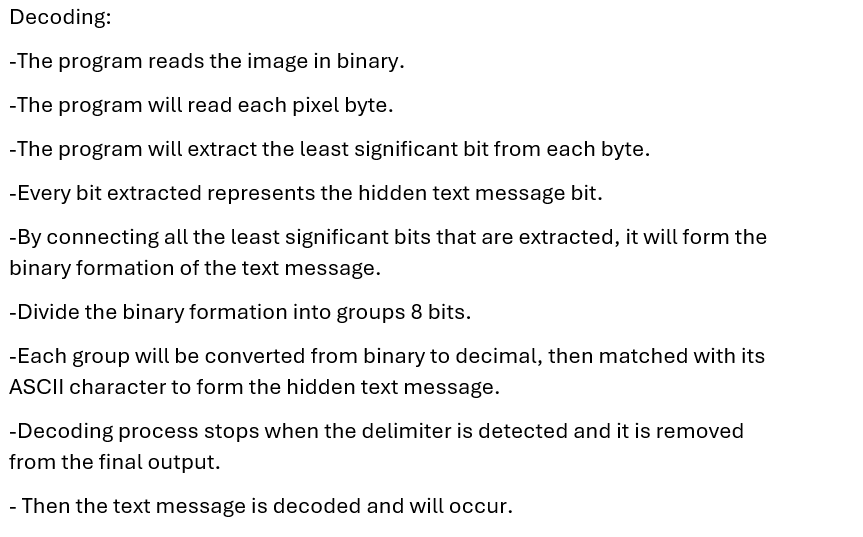 Decoding:
-The program reads the image in binary.
-The program will read each pixel byte.
-The program will extract the least significant bit from each byte.
-Every bit extracted represents the hidden text message bit.
-By connecting all the least significant bits that are extracted, it will form the
binary formation of the text message.
-Divide the binary formation into groups 8 bits.
-Each group will be converted from binary to decimal, then matched with its
ASCII character to form the hidden text message.
-Decoding process stops when the delimiter is detected and it is removed
from the final output.
- Then the text message is decoded and will occur.